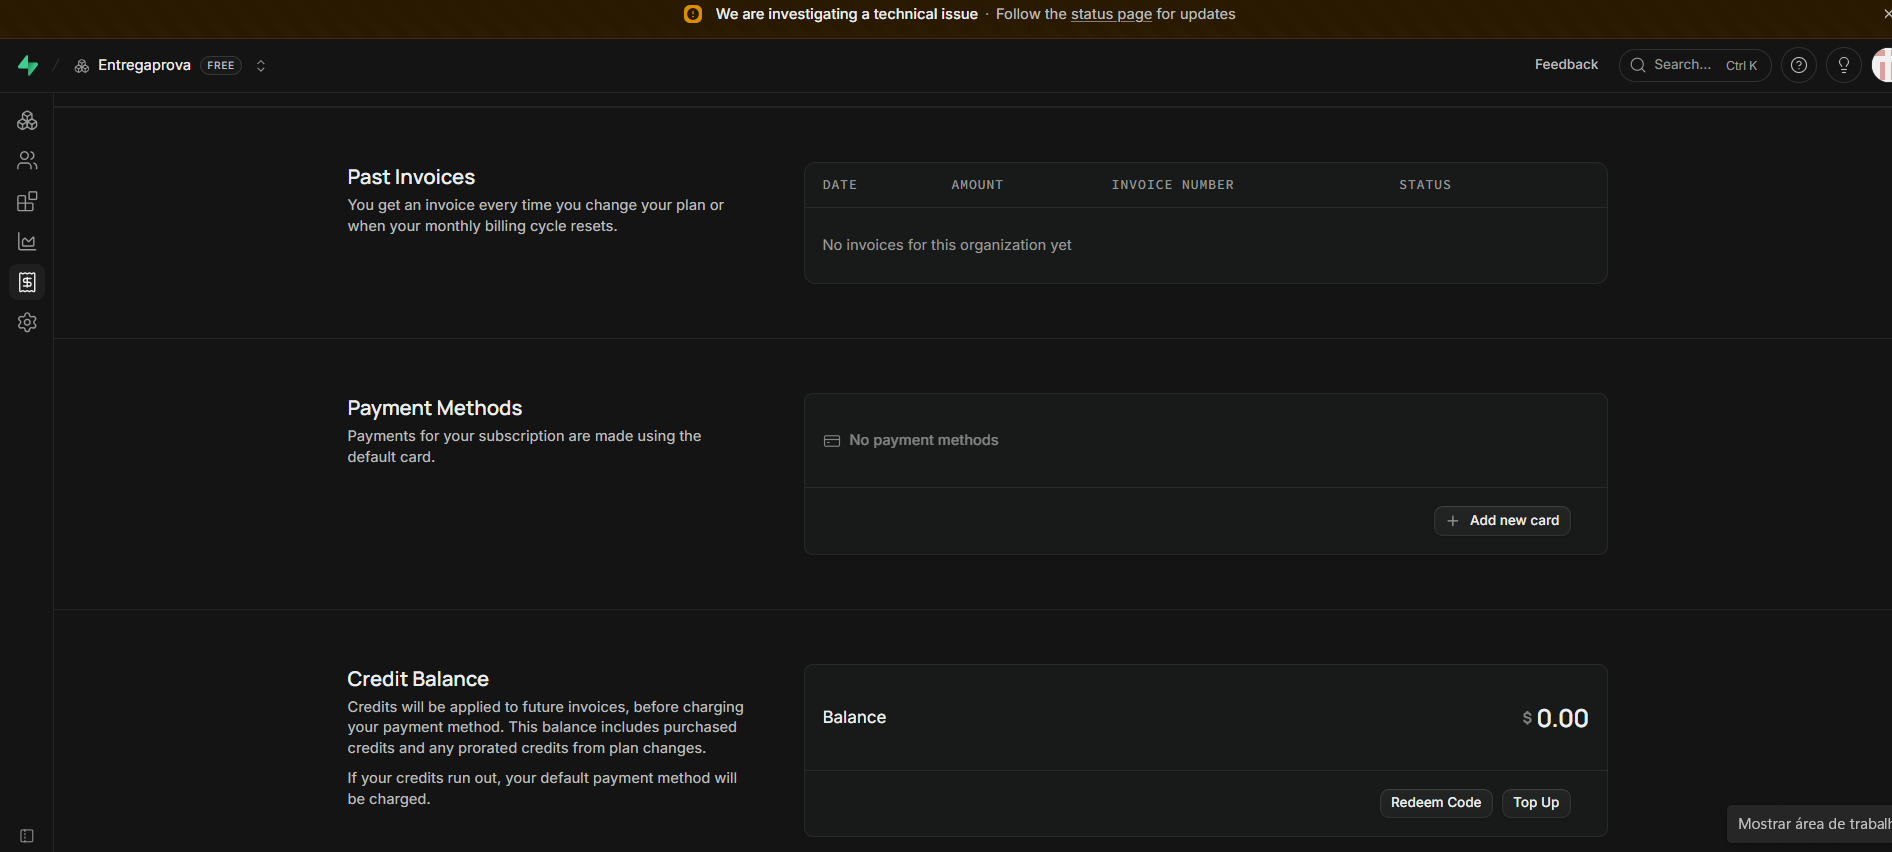 We are investigating a technical issue · Follow the status page for updates
Entregaprova FREE
Feedback
Search... Ctrl K
Past Invoices
You get an invoice every time you change your plan or
when your monthly billing cycle resets.
DATE AMOUNT INVOICE NUMBER STATUS
No invoices for this organization yet
Payment Methods
Payments for your subscription are made using the
default card.
No payment methods
+ Add new card
Credit Balance
Credits will be applied to future invoices, before charging
your payment method. This balance includes purchased
credits and any prorated credits from plan changes.
If your credits run out, your default payment method will
be charged.
Balance
$ 0.00
Redeem Code
Top Up
Mostrar área de